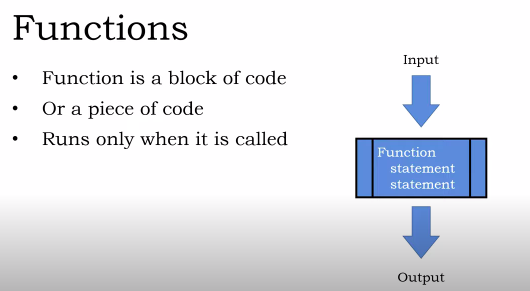 Functions
• Function is a block of code
• Or a piece of code
• Runs only when it is called
Input
Function
statement
statement
Output